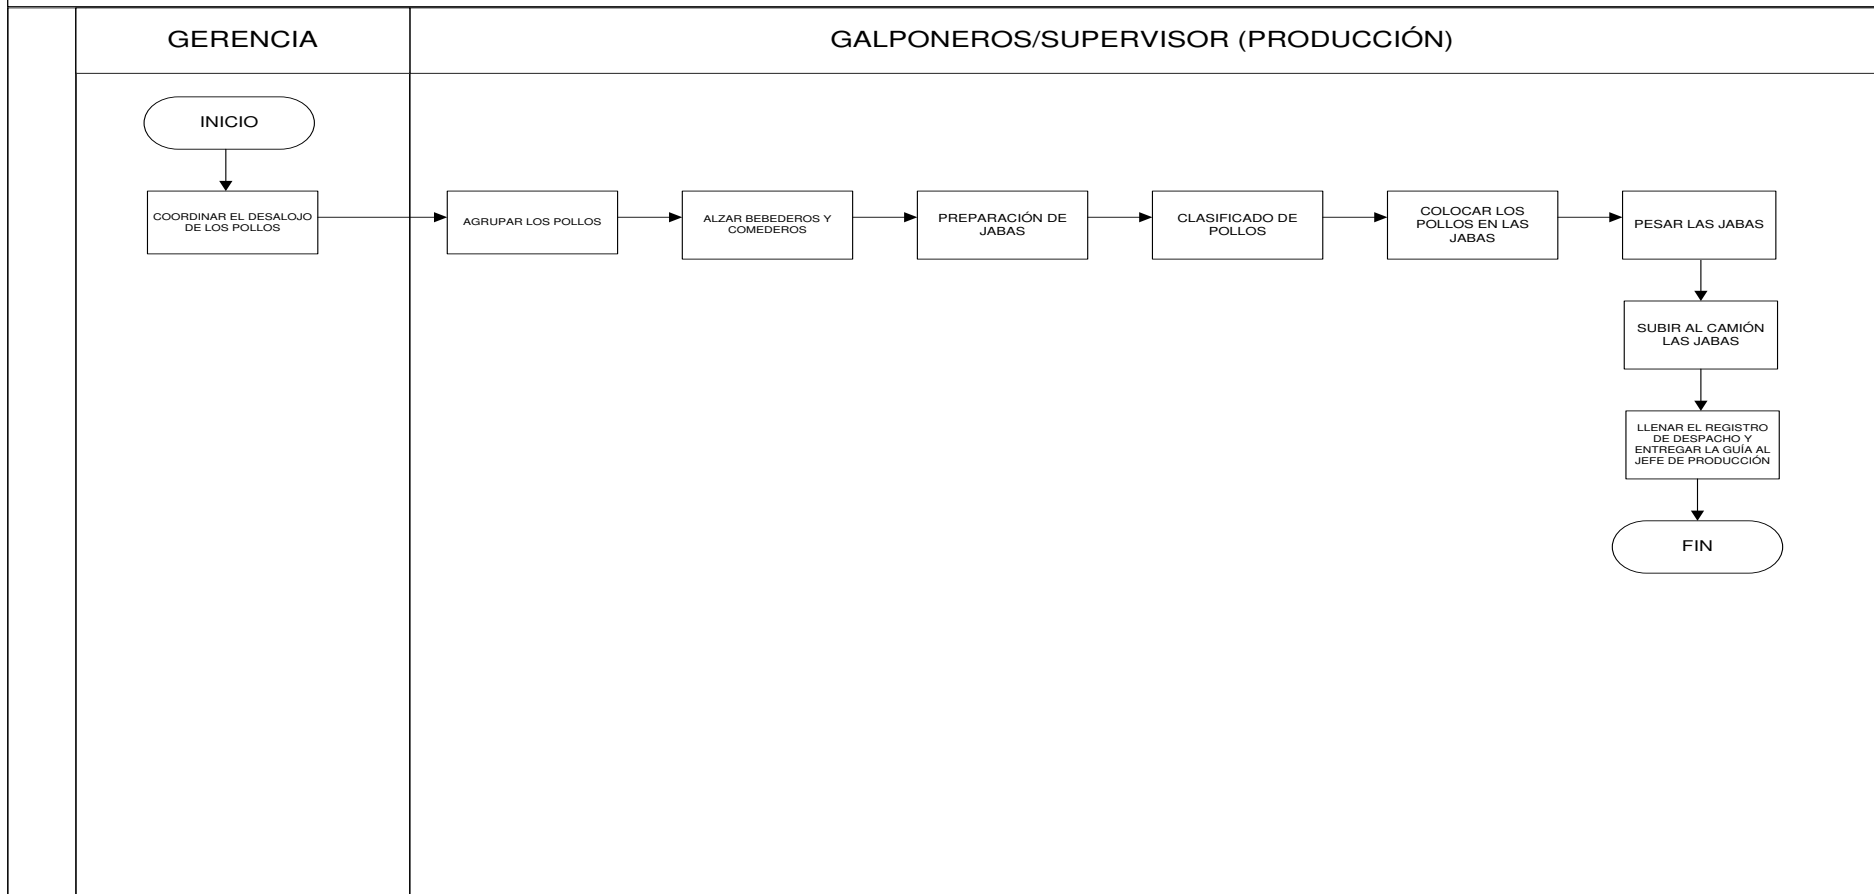 GERENCIA
GALPONEROS/SUPERVISOR (PRODUCCIÓN)
INICIO
COORDINAR EL DESALOJO
DE LOS POLLOS
AGRUPAR LOS POLLOS
ALZAR BEBEDEROS Y
COMEDEROS
PREPARACIÓN DE
JABAS
CLASIFICADO DE
POLLOS
COLOCAR LOS
POLLOS EN LAS
JABAS
PESAR LAS JABAS
SUBIR AL CAMIÓN
LAS JABAS
LLENAR EL REGISTRO
DE DESPACHO Y
ENTREGAR LA GUÍA AL
JEFE DE PRODUCCIÓN
FIN